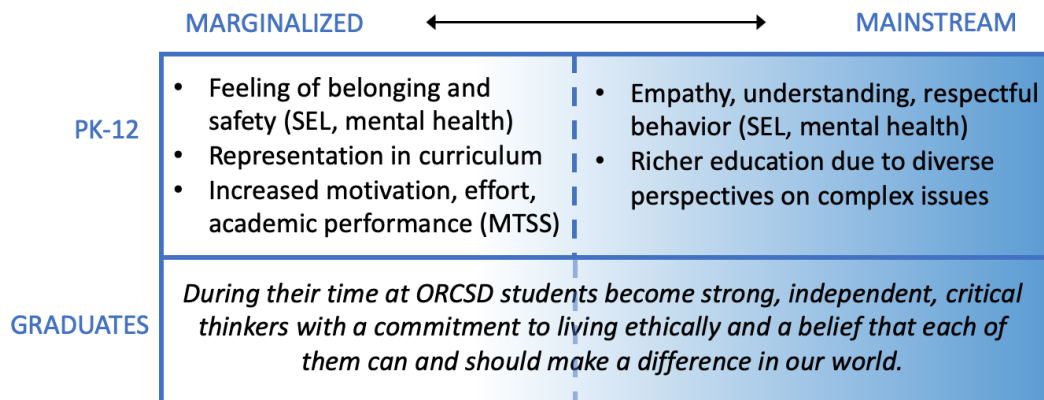 MARGINALIZED
MAINSTREAM
PK-12
• Feeling of belonging and
safety (SEL, mental health)
• Representation in curriculum
• Increased motivation, effort,
academic performance (MTSS)
• Empathy, understanding, respectful
behavior (SEL, mental health)
• Richer education due to diverse
perspectives on complex issues
GRADUATES
During their time at ORCSD students become strong, independent, critical
thinkers with a commitment to living ethically and a belief that each of
them can and should make a difference in our world.